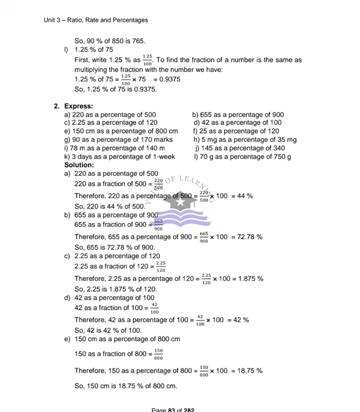 Unit 3 – Ratio, Rate and Percentages
So, 90 % of 850 is 765.
l) 1.25 % of 75
First, write 1.25 % as 1.25/100. To find the fraction of a number is the same as
multiplying the fraction with the number we have:
1.25 % of 75 = 1.25/100 × 75 = 0.9375
So, 1.25 % of 75 is 0.9375.
2. Express:
a) 220 as a percentage of 500 b) 655 as a percentage of 900
c) 2.25 as a percentage of 120 d) 42 as a percentage of 100
e) 150 cm as a percentage of 800 cm f) 25 as a percentage of 120
g) 90 as a percentage of 170 marks h) 5 mg as a percentage of 35 mg
i) 78 m as a percentage of 140 m j) 145 as a percentage of 340
k) 3 days as a percentage of 1-week l) 70 g as a percentage of 750 g
Solution:
a) 220 as a percentage of 500
220 as a fraction of 500 = 220/500
Therefore, 220 as a percentage of 500 = 220/500 × 100 = 44 %
So, 220 is 44 % of 500.
b) 655 as a percentage of 900
655 as a fraction of 900 = 665/900
Therefore, 655 as a percentage of 900 = 665/900 × 100 = 72.78 %
So, 655 is 72.78 % of 900.
c) 2.25 as a percentage of 120
2.25 as a fraction of 120 = 2.25/120
Therefore, 2.25 as a percentage of 120 = 2.25/120 × 100 = 1.875 %
So, 2.25 is 1.875 % of 120.
d) 42 as a percentage of 100
42 as a fraction of 100 = 42/100
Therefore, 42 as a percentage of 100 = 42/100 × 100 = 42 %
So, 42 is 42 % of 100.
e) 150 cm as a percentage of 800 cm
150 as a fraction of 800 = 150/800
Therefore, 150 as a percentage of 800 = 150/800 × 100 = 18.75 %
So, 150 cm is 18.75 % of 800 cm.
Page 83 of 282